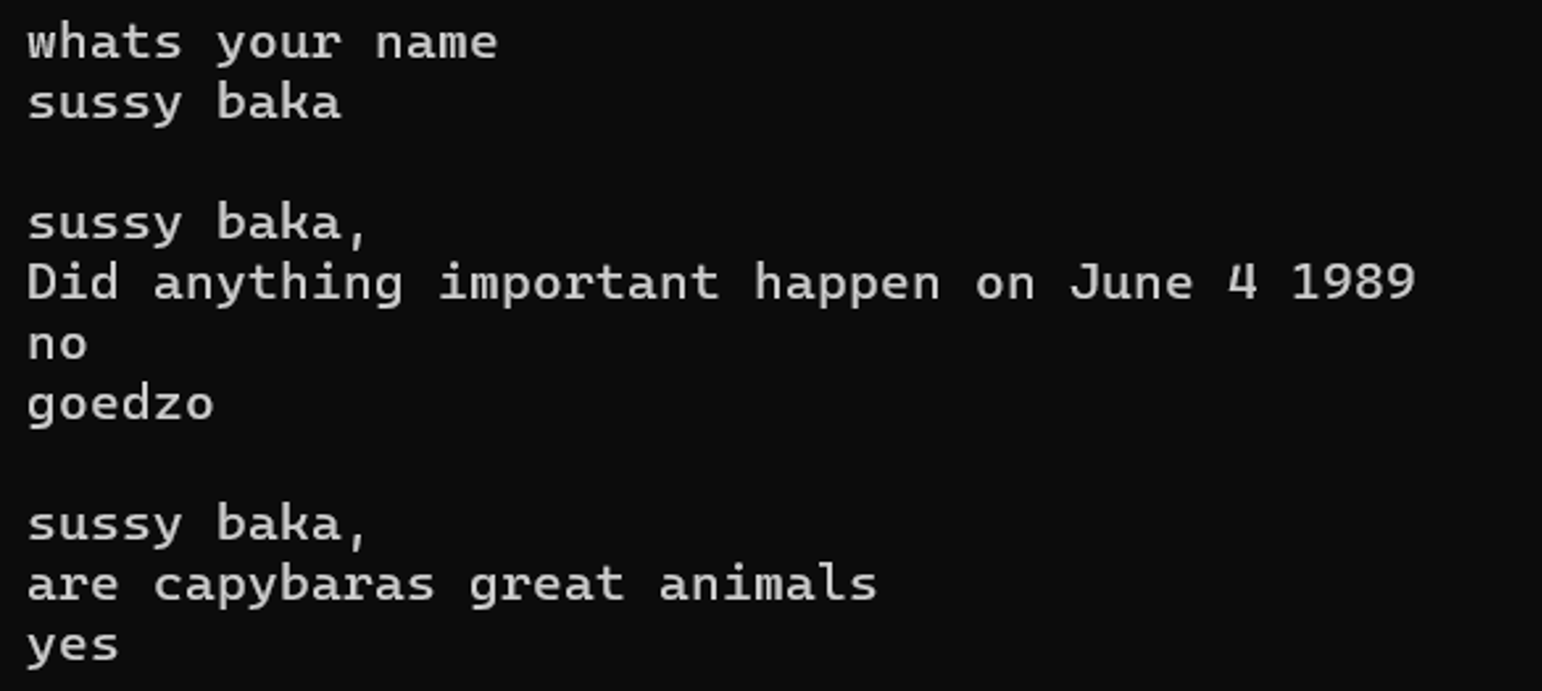 whats your name
sussy baka
sussy baka,
Did anything important happen on June 4 1989
no
goedzo
sussy baka,
are capybaras great animals
yes